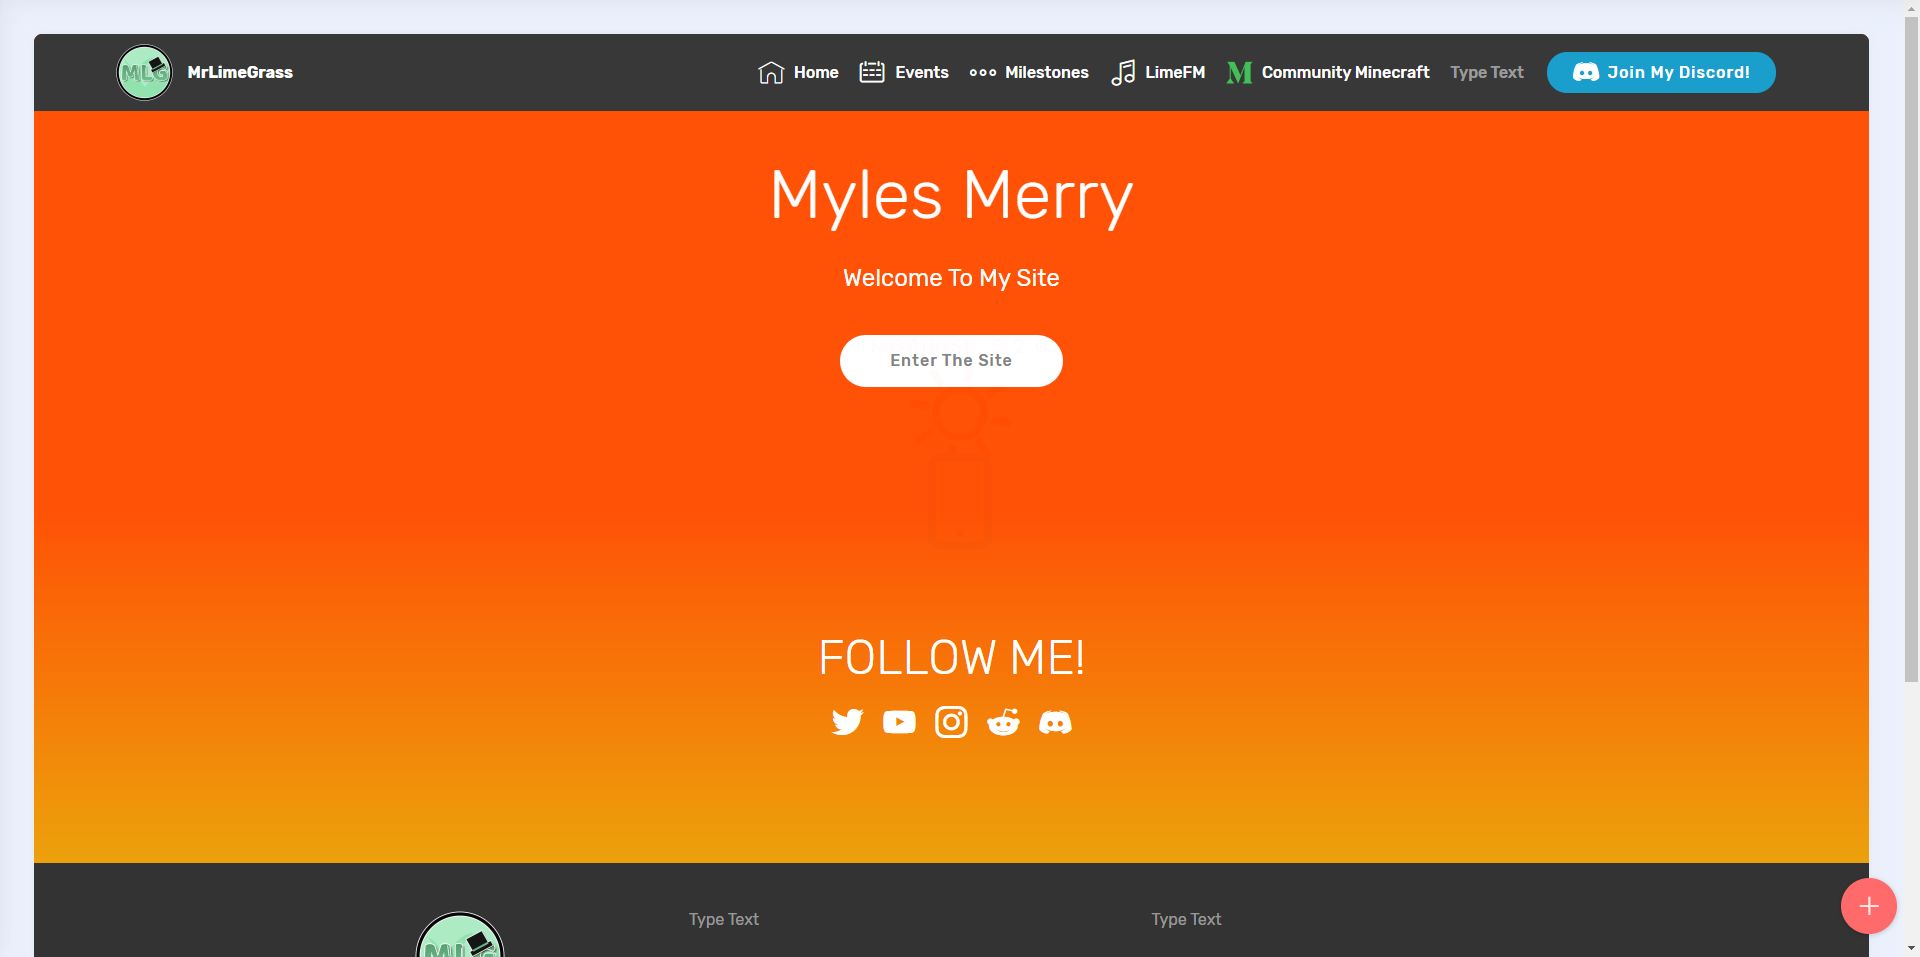 MLG MrLimeGrass Home Events Milestones LimeFM M Community Minecraft Type Text Join My Discord!
Myles Merry
Welcome To My Site
Enter The Site
FOLLOW ME!
Type Text Type Text
MLG